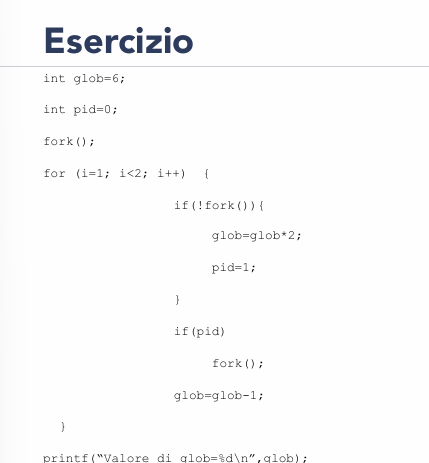 Esercizio
int glob=6;
int pid=0;
fork();
for (i=1; i<2; i++)  {
if(!fork()){
glob=glob*2;
pid=1;
}
if(pid)
fork();
glob=glob-1;
}
printf(“Valore di glob=%d\n”,glob);